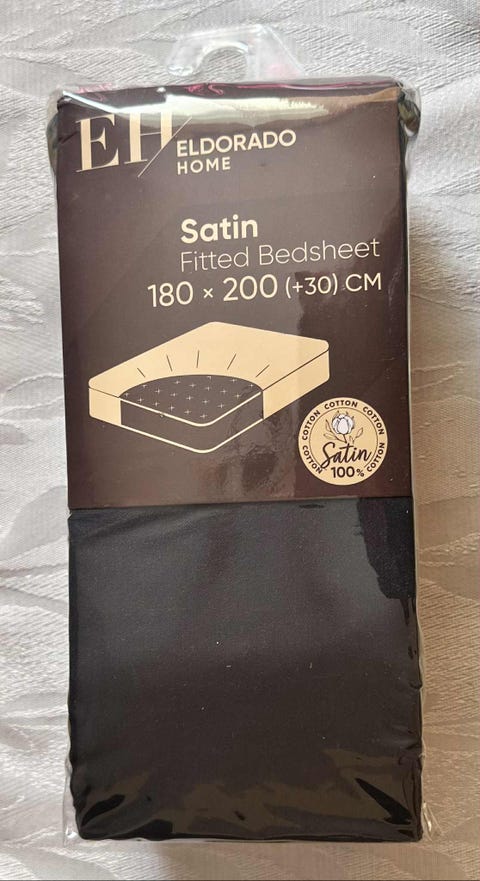 EH
ELDORADO
HOME
Satin
Fitted Bedsheet
180 × 200 (+30) CM
COTTON COTTON COTTON COTTON COTTON
Satin
100%